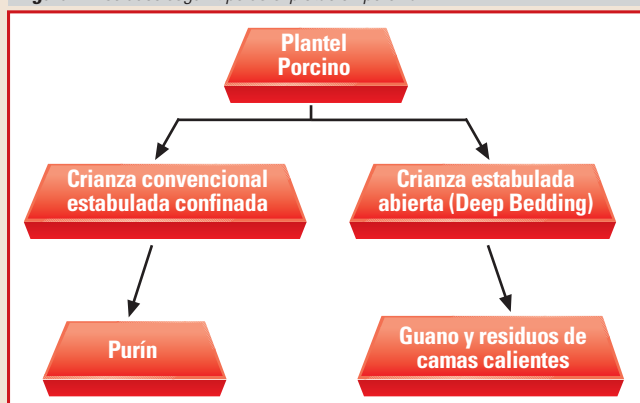 Plantel
Porcino
Crianza convencional
estabulada confinada
Crianza estabulada
abierta (Deep Bedding)
Purín
Guano y residuos de
camas calientes